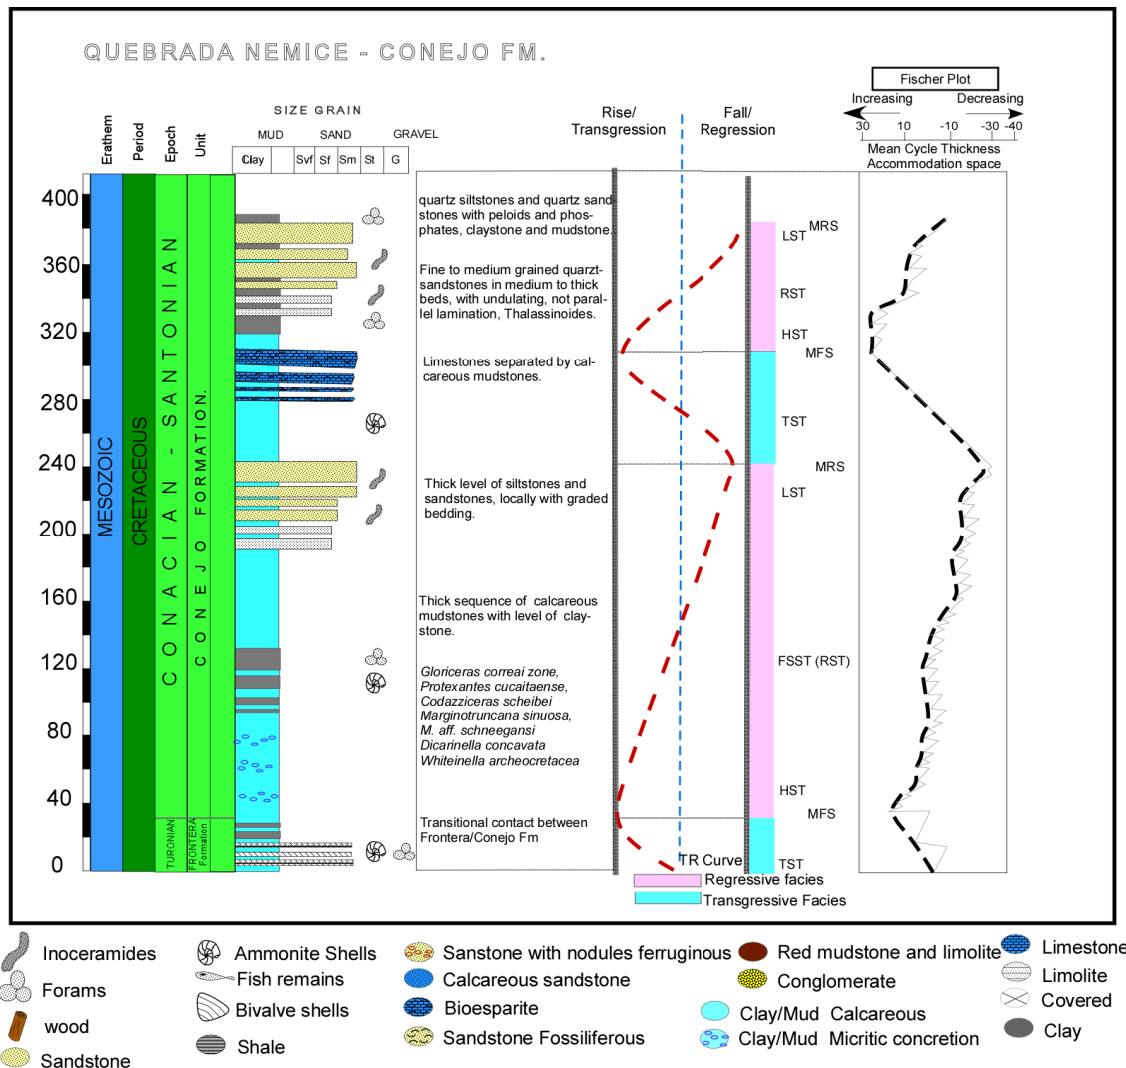 QUEBRADA NEMICE - CONEJO FM.
Fischer Plot
Increasing
Decreasing
30 10 -10 -30 -40
Mean Cycle Thickness
Accommodation space
SIZE GRAIN
MUD SAND GRAVEL
Clay Svf Sf Sm St G
Erathem
Period
Epoch
Unit
Rise/
Transgression
Fall/
Regression
400
360
320
280
240
200
160
120
80
40
0
MESOZOIC
CRETACEOUS
CONACIAN - SANTONIAN
TURONIAN
CONEJO FORMATION.
FRONTERA
Formation
quartz siltstones and quartz sand
stones with peloids and phos-
phates, claystone and mudstone.
Fine to medium grained quarzt-
sandstones in medium to thick
beds, with undulating, not paral-
lel lamination, Thalassinoides.
Limestones separated by cal-
careous mudstones.
Thick level of siltstones and
sandstones, locally with graded
bedding.
Thick sequence of calcareous
mudstones with level of clay-
stone.
Gloriceras correai zone,
Protexantes cucaitaense,
Codazziceras scheibei
Marginotruncana sinuosa,
M. aff. schneegansi
Dicarinella concavata
Whiteinella archeocretacea
Transitional contact between
Frontera/Conejo Fm
MRS
LST
RST
HST
MFS
TST
MRS
LST
FSST (RST)
HST
MFS
TST
TR Curve
Regressive facies
Transgressive Facies
Inoceramides
Forams
wood
Sandstone
Ammonite Shells
Fish remains
Bivalve shells
Shale
Sanstone with nodules ferruginous
Calcareous sandstone
Bioesparite
Sandstone Fossiliferous
Red mudstone and limolite
Conglomerate
Clay/Mud Calcareous
Clay/Mud Micritic concretion
Limestone
Limolite
Covered
Clay